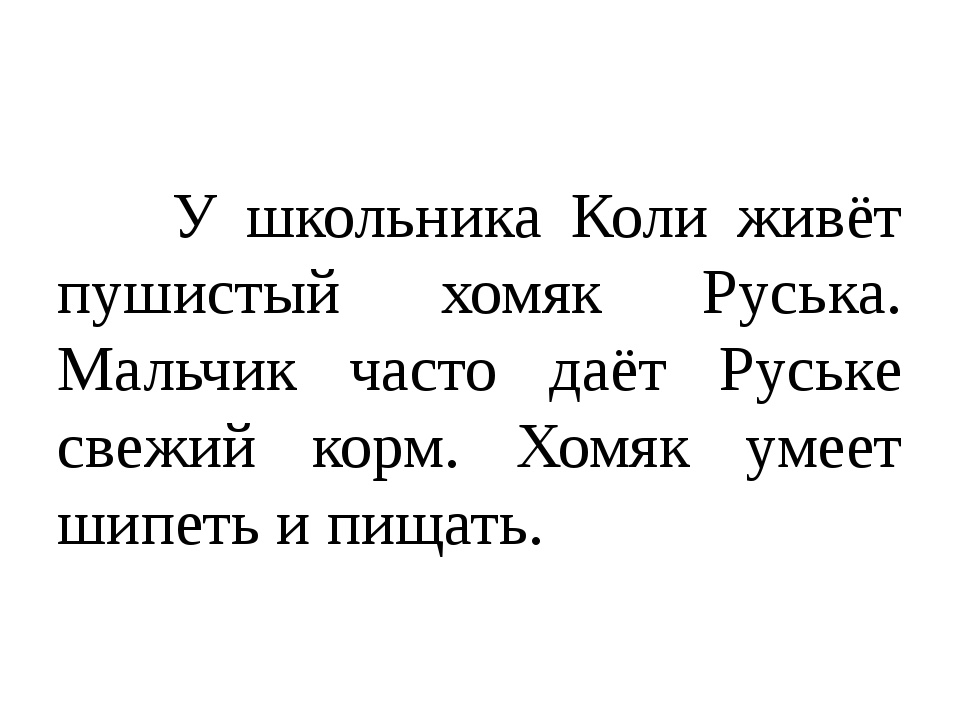 У школьника Коли живёт
пушистый хомяк Руська.
Мальчик часто даёт Руське
свежий корм. Хомяк умеет
шипеть и пищать.